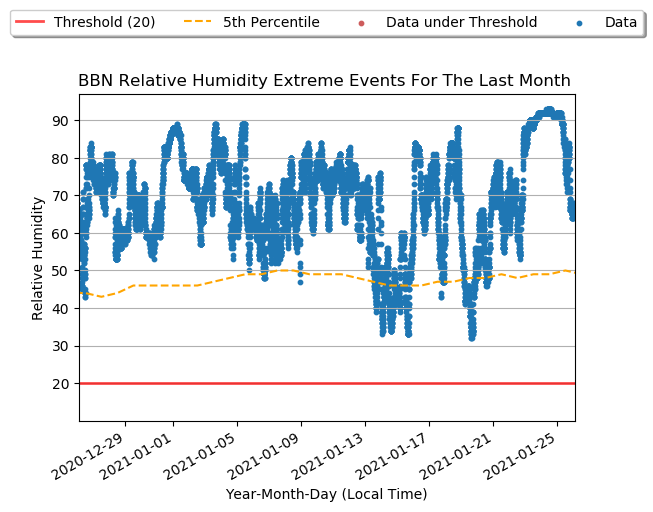 Threshold (20) 5th Percentile Data under Threshold Data
BBN Relative Humidity Extreme Events For The Last Month
Relative Humidity
90
80
70
60
50
40
30
20
2020-12-29 2021-01-01 2021-01-05 2021-01-09 2021-01-13 2021-01-17 2021-01-21 2021-01-25
Year-Month-Day (Local Time)